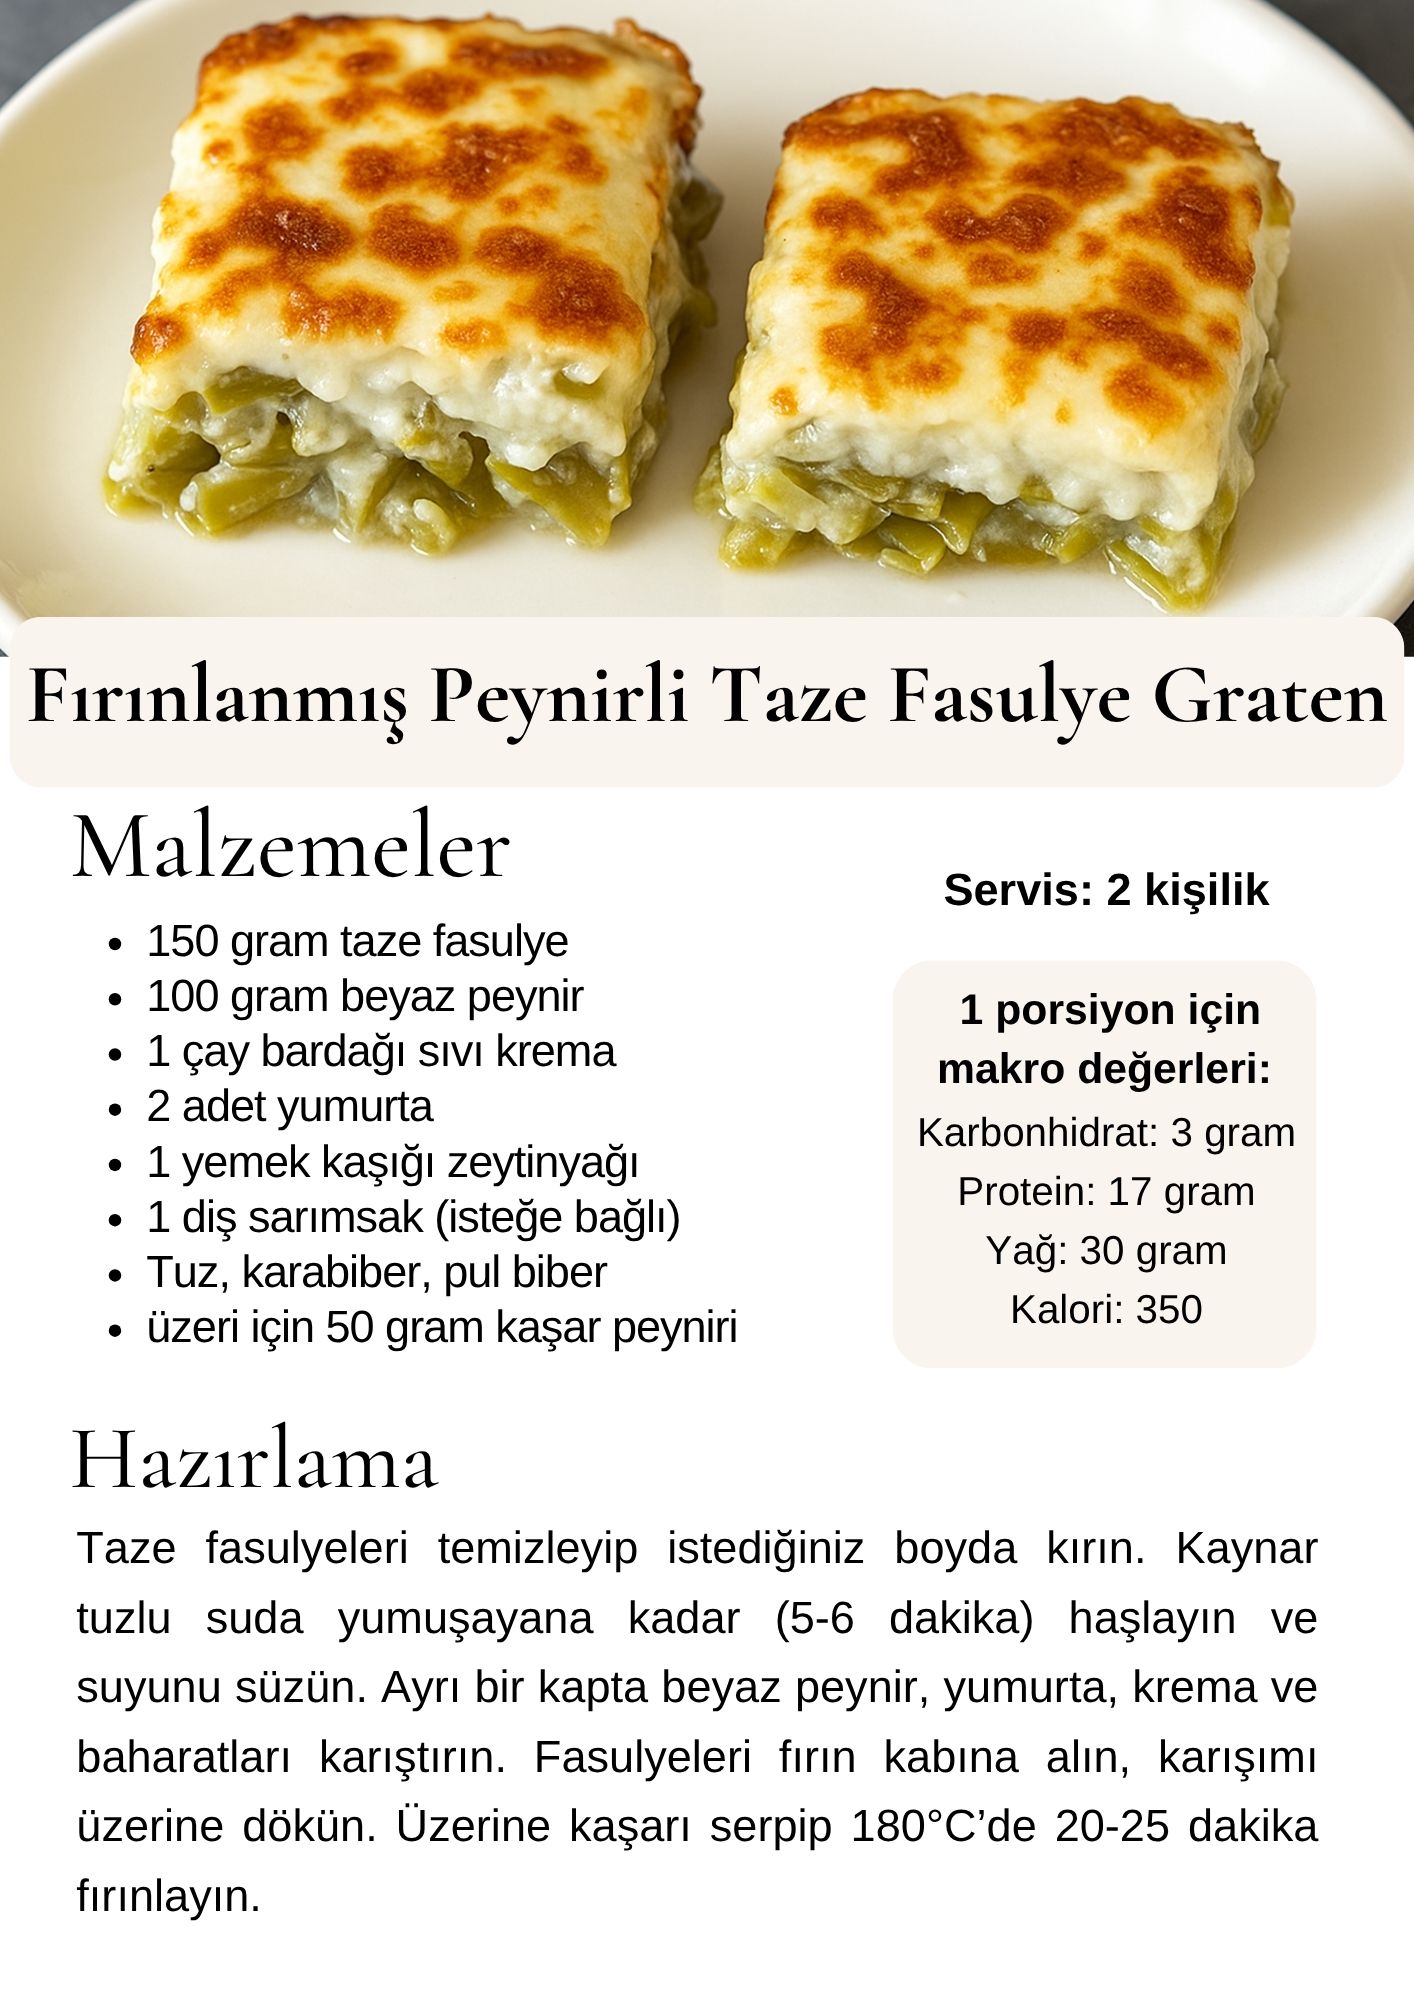 Fırınlanmış Peynirli Taze Fasulye Graten
Malzemeler
• 150 gram taze fasulye
• 100 gram beyaz peynir
• 1 çay bardağı sıvı krema
• 2 adet yumurta
• 1 yemek kaşığı zeytinyağı
• 1 diş sarımsak (isteğe bağlı)
• Tuz, karabiber, pul biber
• üzeri için 50 gram kaşar peyniri
Servis: 2 kişilik
1 porsiyon için
makro değerleri:
Karbonhidrat: 3 gram
Protein: 17 gram
Yağ: 30 gram
Kalori: 350
Hazırlama
Taze fasulyeleri temizleyip istediğiniz boyda kırın. Kaynar
tuzlu suda yumuşayana kadar (5-6 dakika) haşlayın ve
suyunu süzün. Ayrı bir kapta beyaz peynir, yumurta, krema ve
baharatları karıştırın. Fasulyeleri fırın kabına alın, karışımı
üzerine dökün. Üzerine kaşarı serpip 180°C’de 20-25 dakika
fırınlayın.